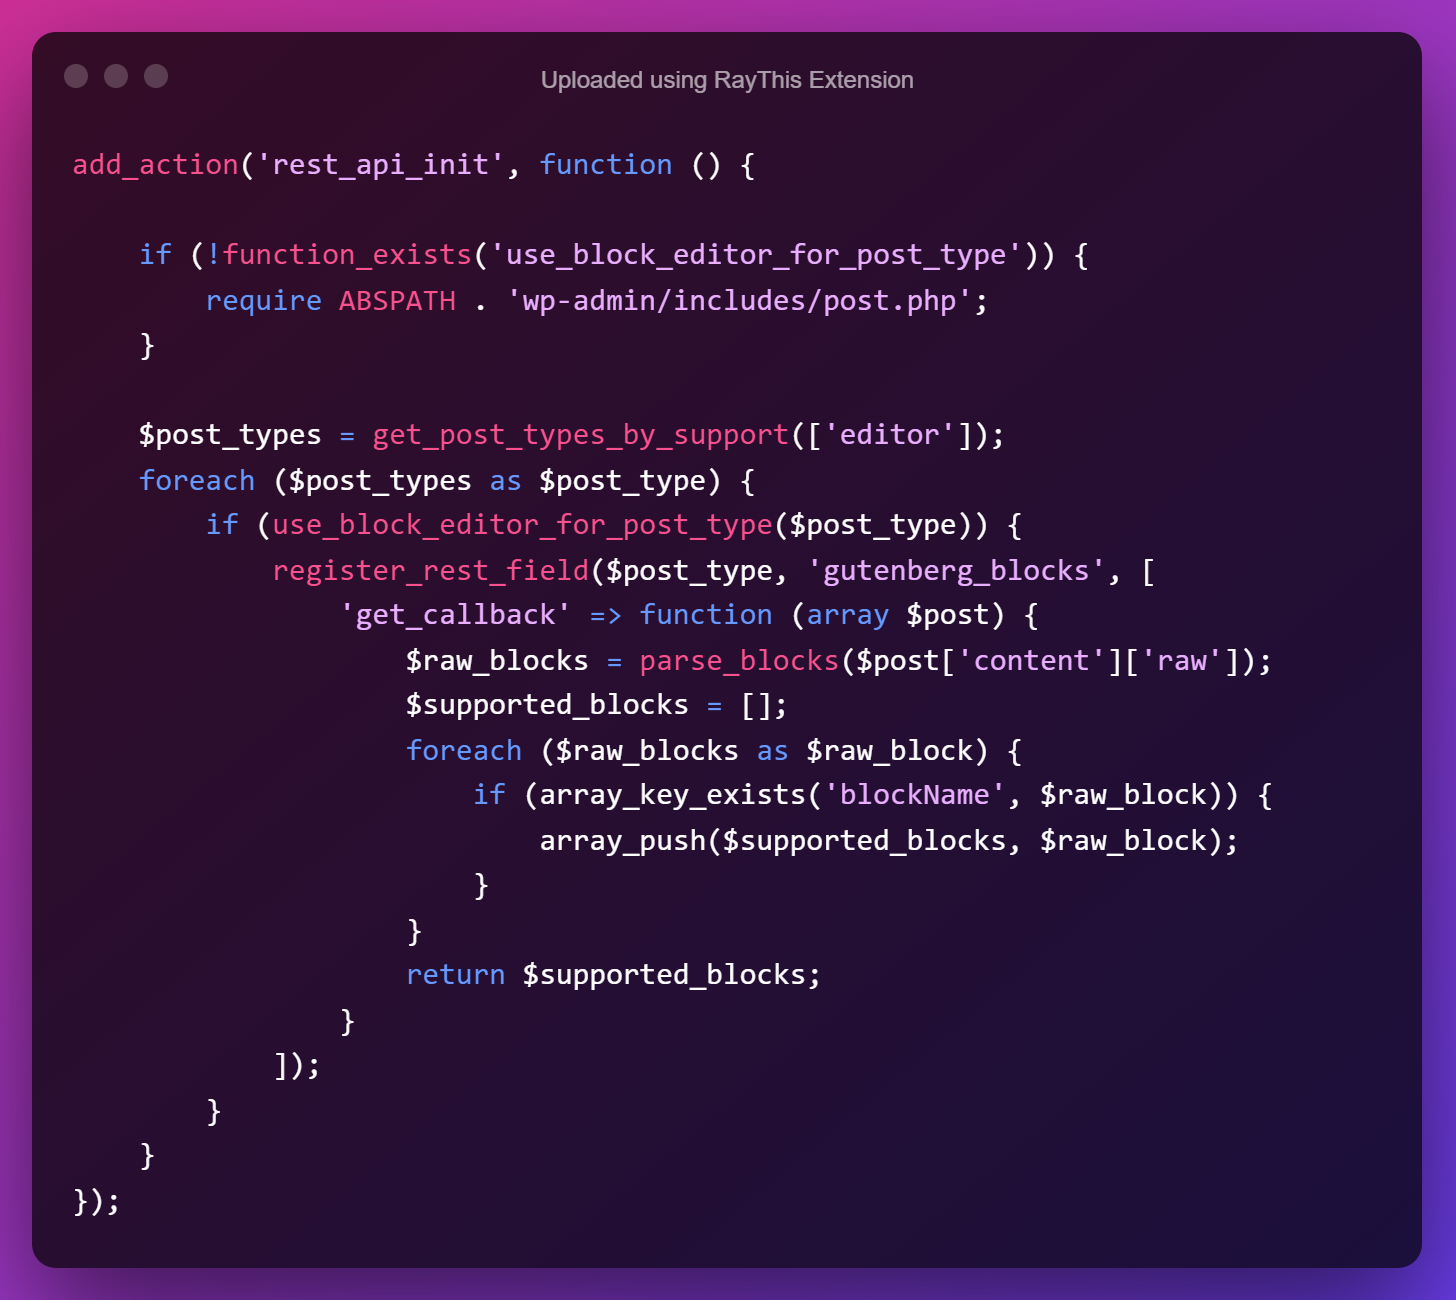 Uploaded using RayThis Extension
add_action('rest_api_init', function () {
    if (!function_exists('use_block_editor_for_post_type')) {
        require ABSPATH . 'wp-admin/includes/post.php';
    }
    $post_types = get_post_types_by_support(['editor']);
    foreach ($post_types as $post_type) {
        if (use_block_editor_for_post_type($post_type)) {
            register_rest_field($post_type, 'gutenberg_blocks', [
                'get_callback' => function (array $post) {
                    $raw_blocks = parse_blocks($post['content']['raw']);
                    $supported_blocks = [];
                    foreach ($raw_blocks as $raw_block) {
                        if (array_key_exists('blockName', $raw_block)) {
                            array_push($supported_blocks, $raw_block);
                        }
                    }
                    return $supported_blocks;
                }
            ]);
        }
    }
});